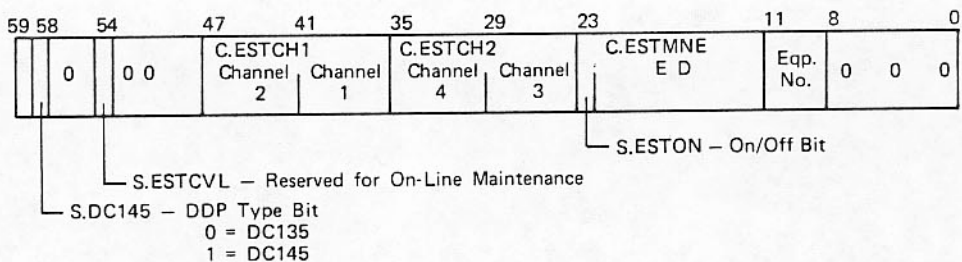 59 58 54 47 41 35 29 23 11 8 0
C.ESTCH1 C.ESTCH2 C.ESTMNE
0 0 0 Channel Channel Channel Channel E D Eqp. 0 0 0
2 1 4 3 No.
S.ESTON – On/Off Bit
S.ESTCVL – Reserved for On-Line Maintenance
S.DC145 – DDP Type Bit
0 = DC135
1 = DC145